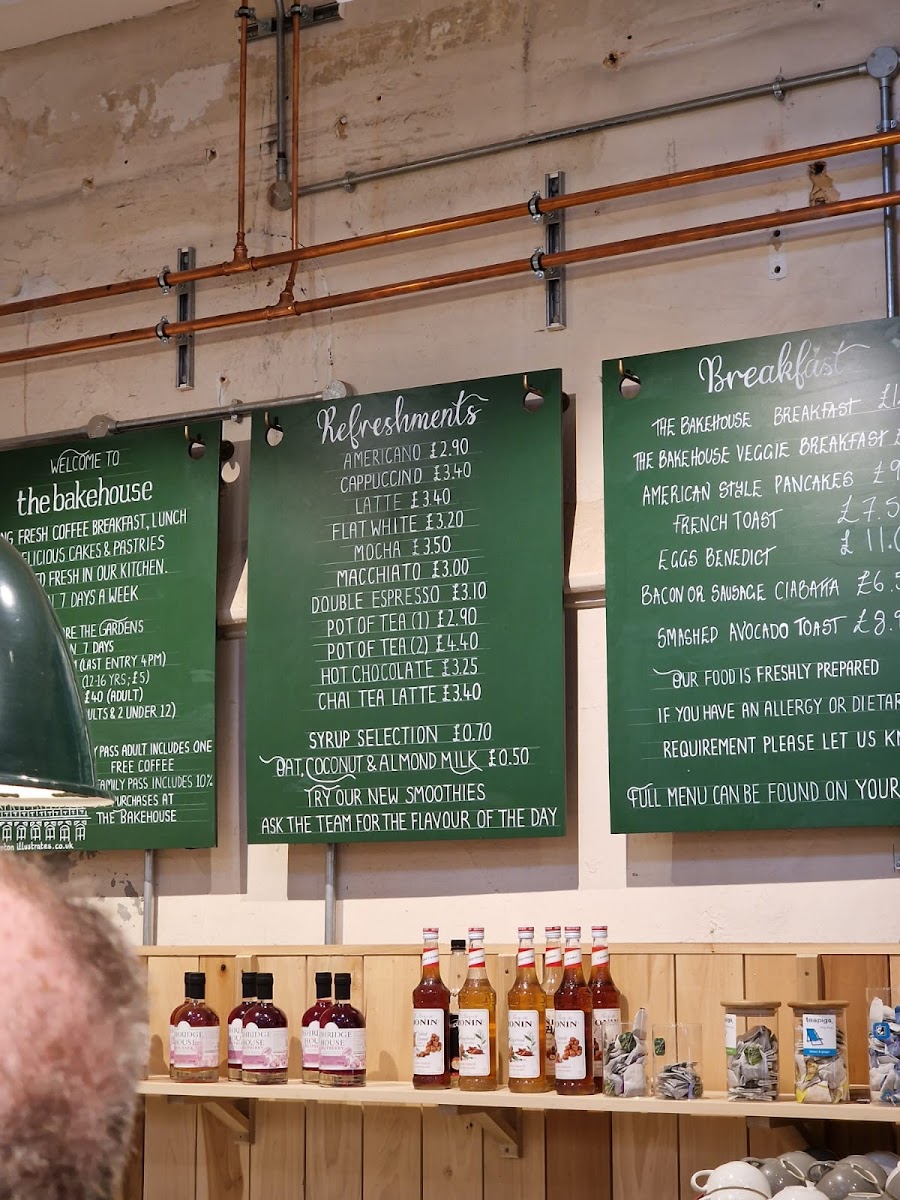 WELCOME TO
the bakehouse
FRESH COFFEE BREAKFAST, LUNCH
CAKES & PASTRIES
FRESH IN OUR KITCHEN.
7 DAYS A WEEK
THE GARDENS
7 DAYS
(LAST ENTRY 4PM)
(12-16 YRS; £5)
£40 (ADULT)
& 2 UNDER 12)
PASS ADULT INCLUDES ONE
FREE COFFEE
FAMILY PASS INCLUDES 10%
AT
THE BAKEHOUSE
illustrates.co.uk
Refreshments
AMERICANO £2.90
CAPPUCCINO £3.40
LATTE £3.40
FLAT WHITE £3.20
MOCHA £3.50
MACCHIATO £3.00
DOUBLE ESPRESSO £3.10
POT OF TEA (1) £2.90
POT OF TEA (2) £4.40
HOT CHOCOLATE £3.25
CHAI TEA LATTE £3.40
SYRUP SELECTION £0.70
OAT, COCONUT & ALMOND MILK £0.50
TRY OUR NEW SMOOTHIES
ASK THE TEAM FOR THE FLAVOUR OF THE DAY
Breakfast
THE BAKEHOUSE BREAKFAST
THE BAKEHOUSE VEGGIE BREAKFAST
AMERICAN STYLE PANCAKES
FRENCH TOAST
EGGS BENEDICT
BACON OR SAUSAGE CIABATTA
SMASHED AVOCADO TOAST
OUR FOOD IS FRESHLY PREPARED
IF YOU HAVE AN ALLERGY OR
REQUIREMENT PLEASE LET US
FULL MENU CAN BE FOUND ON YOUR
MONIN
MONIN
teapigs